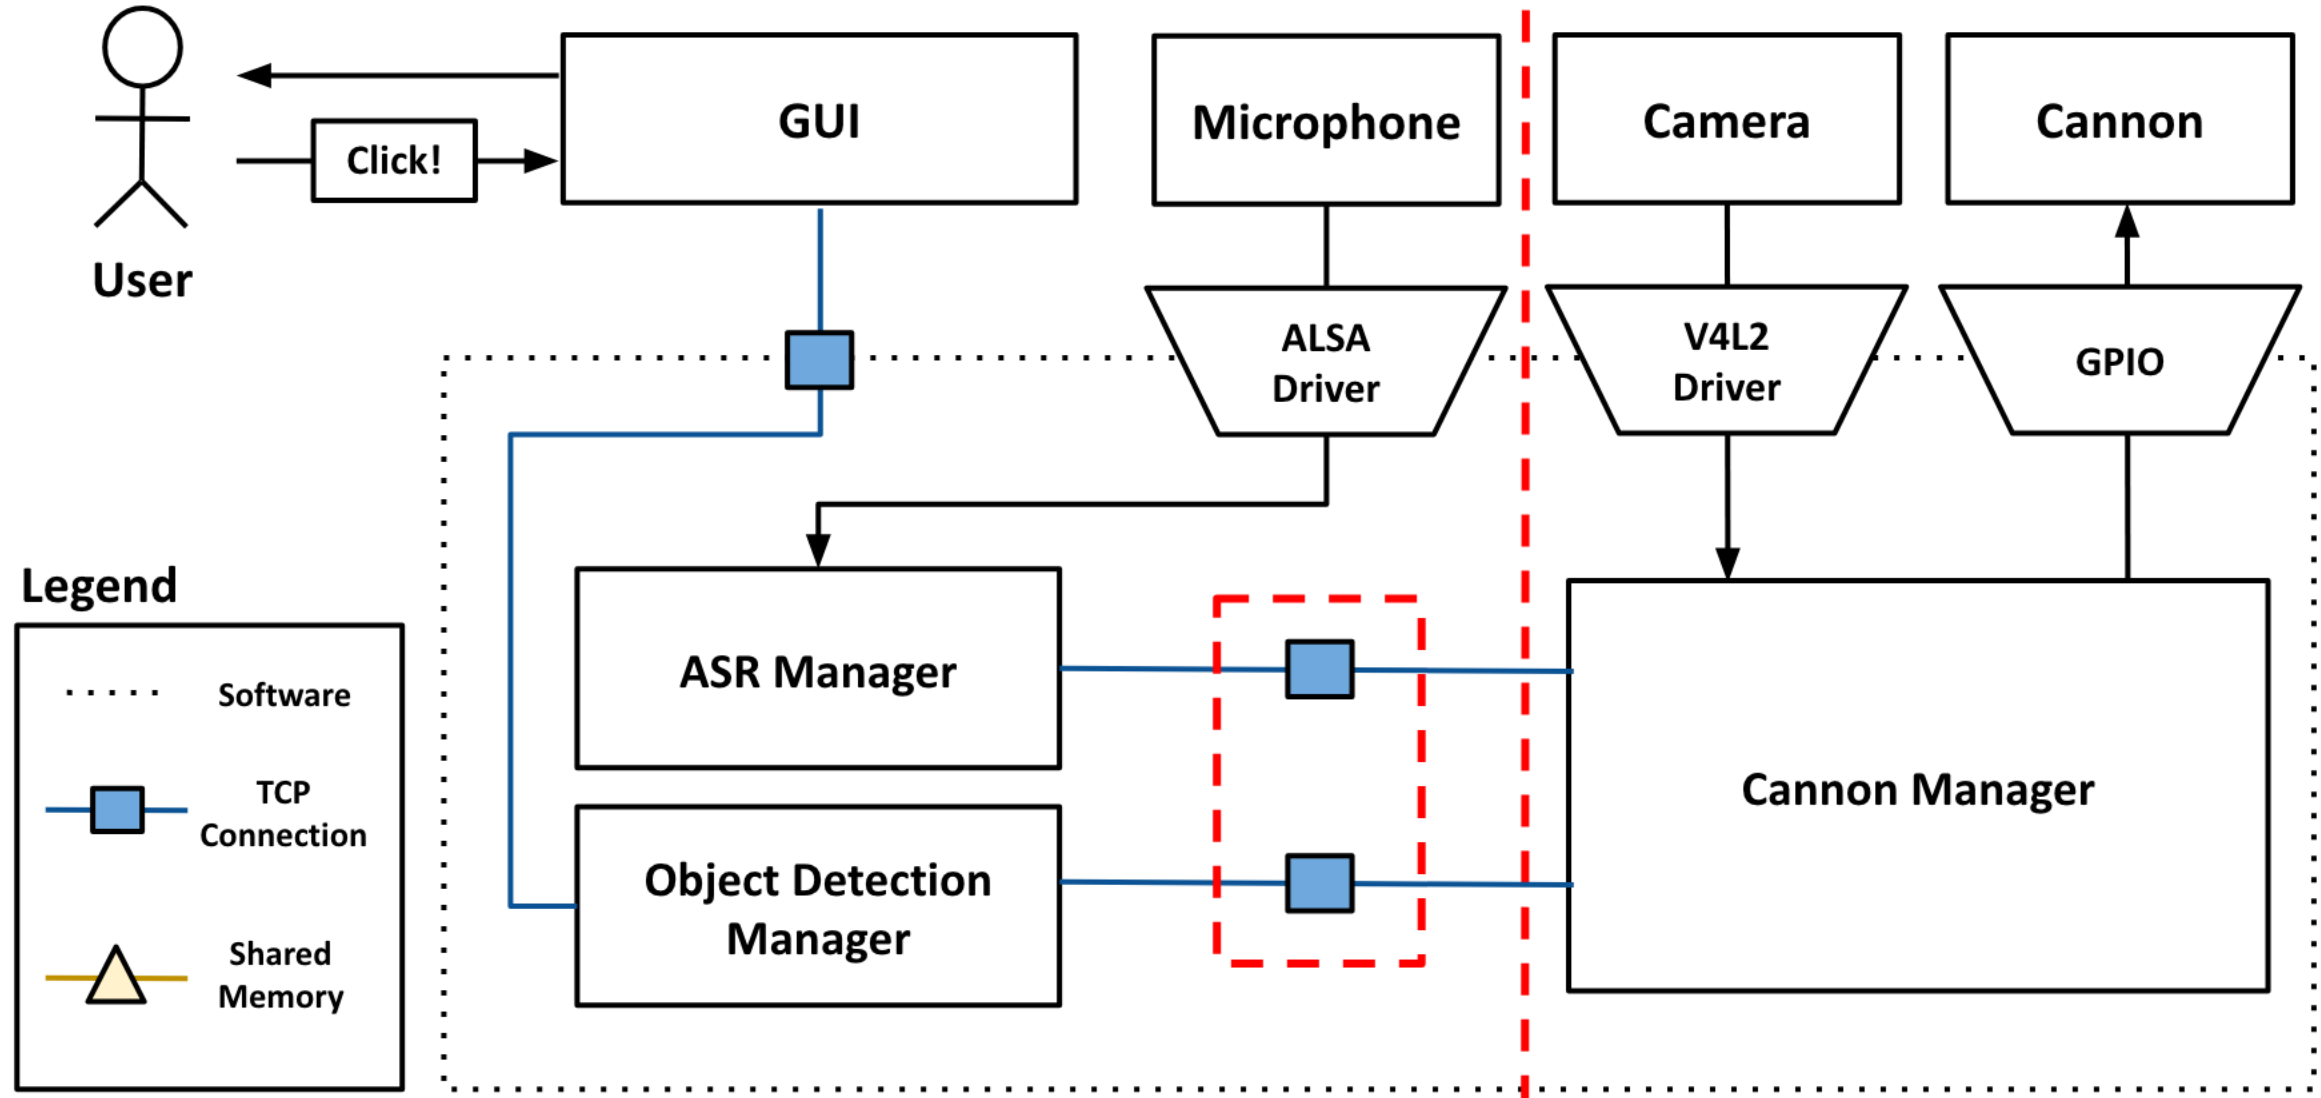 GUI
Microphone
Camera
Cannon
Click!
User
ALSA
Driver
V4L2
Driver
GPIO
Legend
Software
TCP
Connection
Shared
Memory
ASR Manager
Object Detection
Manager
Cannon Manager